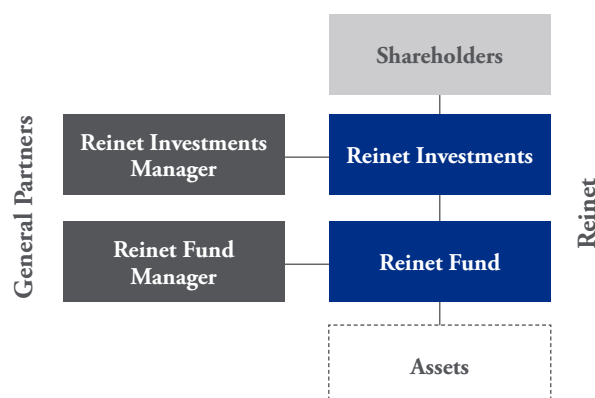 Shareholders
General Partners
Reinet Investments
Manager
Reinet Investments
Reinet
Reinet Fund
Manager
Reinet Fund
Assets